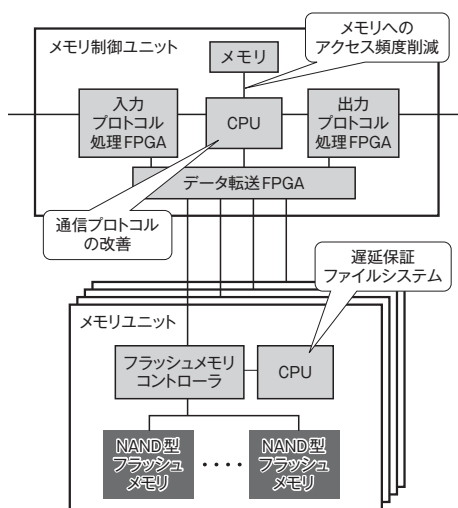 メモリへの
アクセス頻度削減
メモリ制御ユニット
メモリ
入力
プロトコル
処理FPGA
CPU
出力
プロトコル
処理FPGA
データ転送FPGA
通信プロトコル
の改善
遅延保証
ファイルシステム
メモリユニット
フラッシュメモリ
コントローラ
CPU
NAND型
フラッシュ
メモリ
‥‥
NAND型
フラッシュ
メモリ